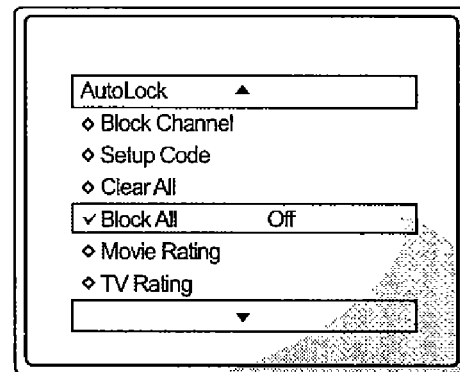 AutoLock ▲
◇ Block Channel
◇ Setup Code
◇ Clear All
✓ Block All Off
◇ Movie Rating
◇ TV Rating
▼